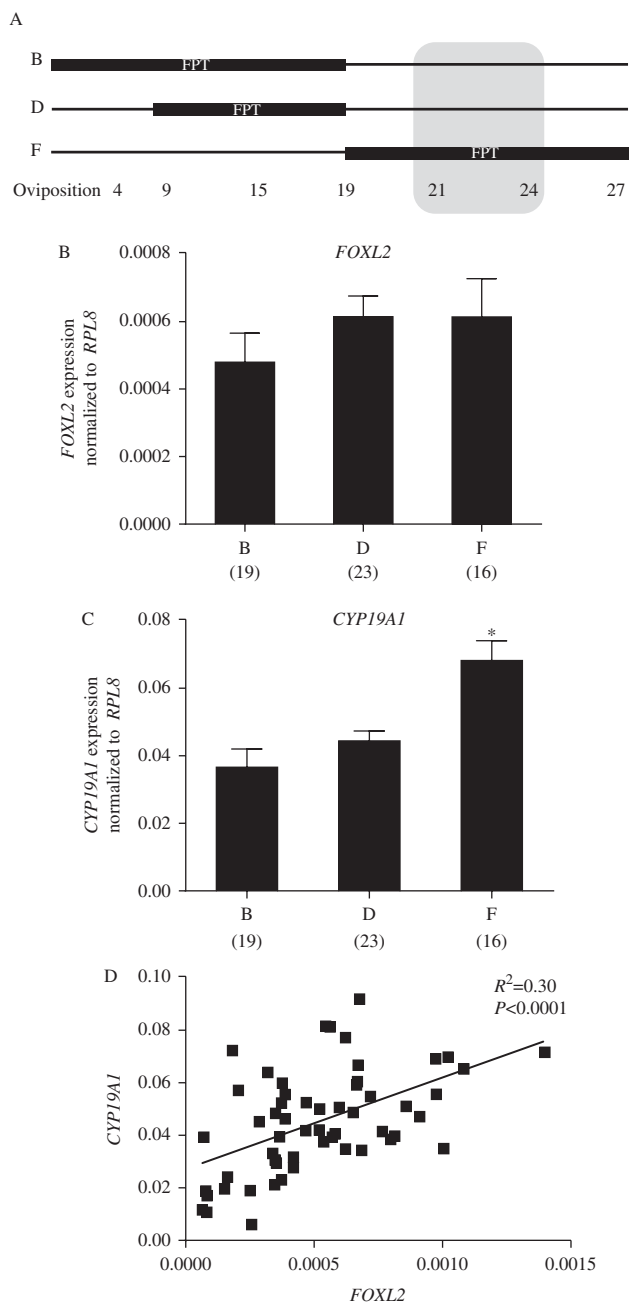 A
B FPT
D FPT
F FPT
Oviposition 4 9 15 19 21 24 27
B FOXL2
FOXL2 expression
normalized to RPL8
0.0008
0.0006
0.0004
0.0002
0.0000
B D F
(19) (23) (16)
C CYP19A1
CYP19A1 expression
normalized to RPL8
0.08
0.06
0.04
0.02
0.00
*
B D F
(19) (23) (16)
D
CYP19A1
0.10
0.08
0.06
0.04
0.02
0.00
R²=0.30
P<0.0001
0.0000 0.0005 0.0010 0.0015
FOXL2